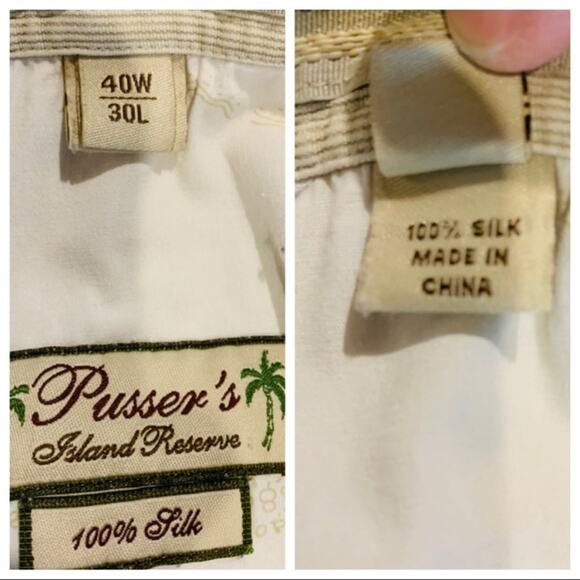 40W
30L
Pusser's
Island Reserve
100% Silk
100% SILK
MADE IN
CHINA